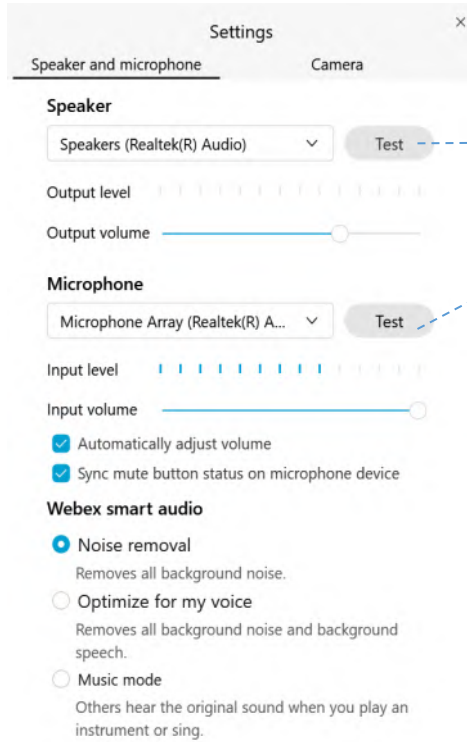 Settings
×
Speaker and microphone
Camera
Speaker
Speakers (Realtek(R) Audio)
Test
Output level
Output volume
Microphone
Microphone Array (Realtek(R) A...
Test
Input level
Input volume
Automatically adjust volume
Sync mute button status on microphone device
Webex smart audio
Noise removal
Removes all background noise.
Optimize for my voice
Removes all background noise and background
speech.
Music mode
Others hear the original sound when you play an
instrument or sing.